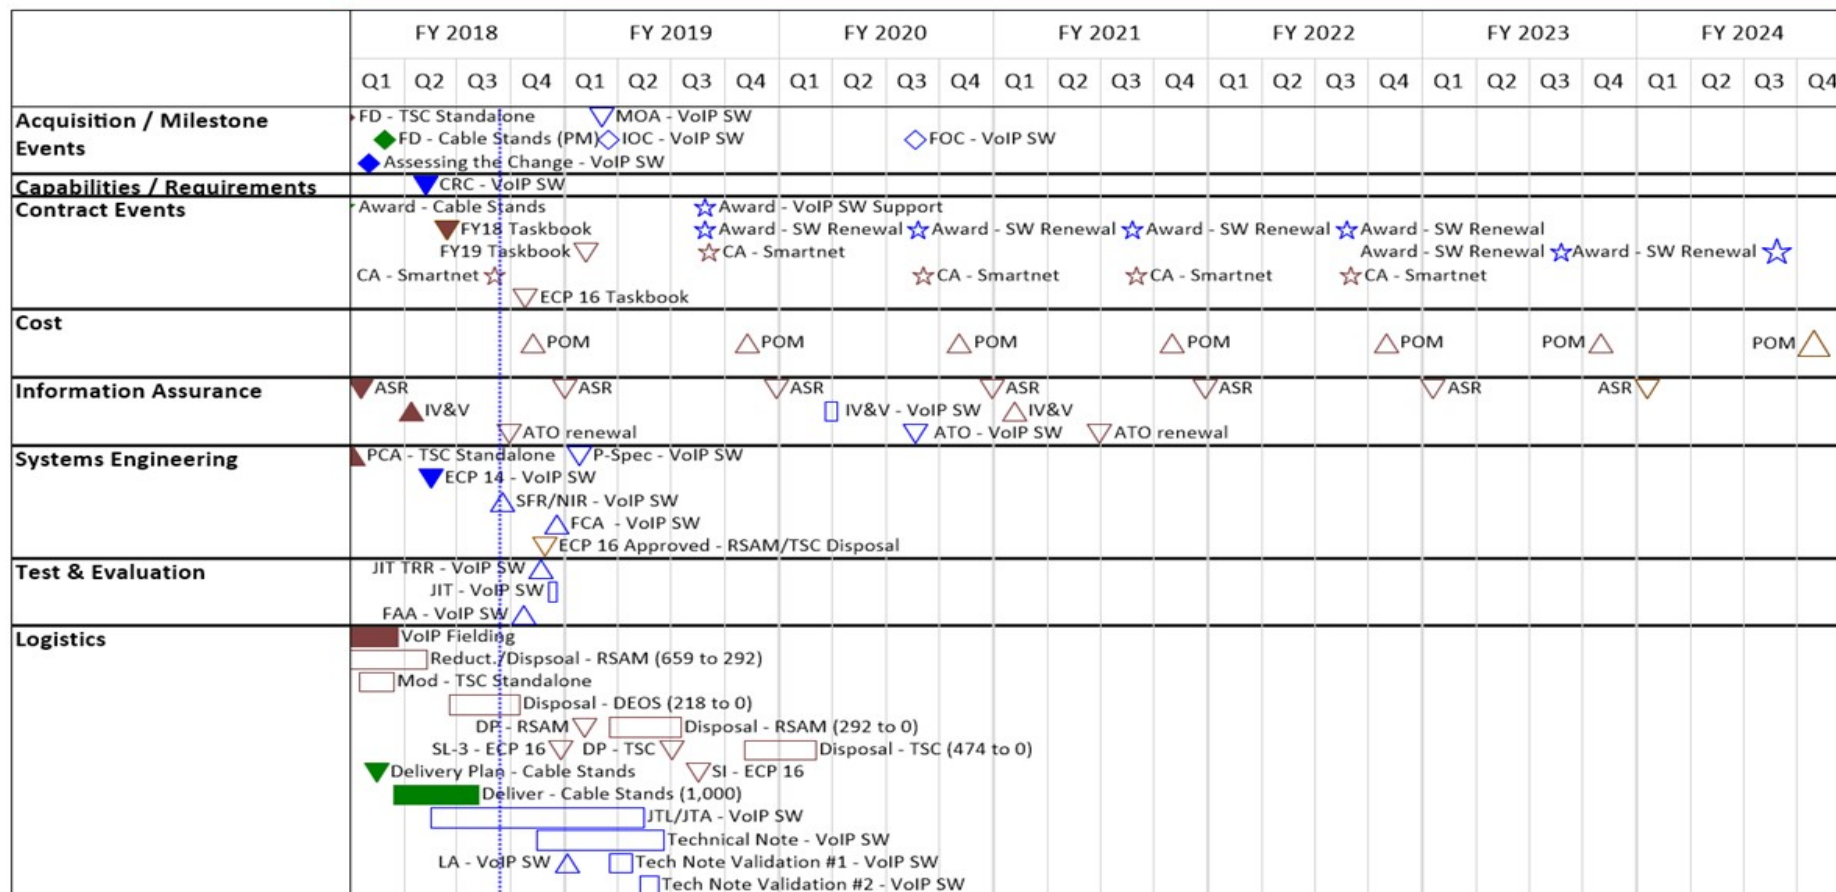 FY 2018 FY 2019 FY 2020 FY 2021 FY 2022 FY 2023 FY 2024
Q1 Q2 Q3 Q4 Q1 Q2 Q3 Q4 Q1 Q2 Q3 Q4 Q1 Q2 Q3 Q4 Q1 Q2 Q3 Q4 Q1 Q2 Q3 Q4 Q1 Q2 Q3 Q4
Acquisition / Milestone
Events
FD - TSC Standalone MOA - VoIP SW
FD - Cable Stands (PM) IOC - VoIP SW FOC - VoIP SW
Assessing the Change - VoIP SW
Capabilities / Requirements
CRC - VoIP SW
Contract Events
Award - Cable Stands Award - VoIP SW Support
FY18 Taskbook Award - SW Renewal Award - SW Renewal Award - SW Renewal Award - SW Renewal
FY19 Taskbook CA - Smartnet Award - SW Renewal Award - SW Renewal
CA - Smartnet CA - Smartnet CA - Smartnet CA - Smartnet
ECP 16 Taskbook
Cost
POM POM POM POM POM POM POM
Information Assurance
ASR ASR ASR ASR ASR ASR ASR
IV&V IV&V - VoIP SW IV&V
ATO renewal ATO - VoIP SW ATO renewal
Systems Engineering
PCA - TSC Standalone P-Spec - VoIP SW
ECP 14 - VoIP SW
SFR/NIR - VoIP SW
FCA - VoIP SW
ECP 16 Approved - RSAM/TSC Disposal
Test & Evaluation
JIT TRR - VoIP SW
JIT - VoIP SW
FAA - VoIP SW
Logistics
VoIP Fielding
Reduct./Dispsoal - RSAM (659 to 292)
Mod - TSC Standalone
Disposal - DEOS (218 to 0)
DP - RSAM Disposal - RSAM (292 to 0)
SL-3 - ECP 16 DP - TSC Disposal - TSC (474 to 0)
Delivery Plan - Cable Stands SI - ECP 16
Deliver - Cable Stands (1,000)
JTL/JTA - VoIP SW
Technical Note - VoIP SW
LA - VoIP SW Tech Note Validation #1 - VoIP SW
Tech Note Validation #2 - VoIP SW